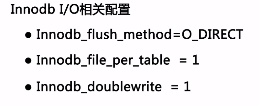 Innodb I/O相关配置
● Innodb_flush_method=O_DIRECT
● Innodb_file_per_table = 1
● Innodb_doublewrite = 1